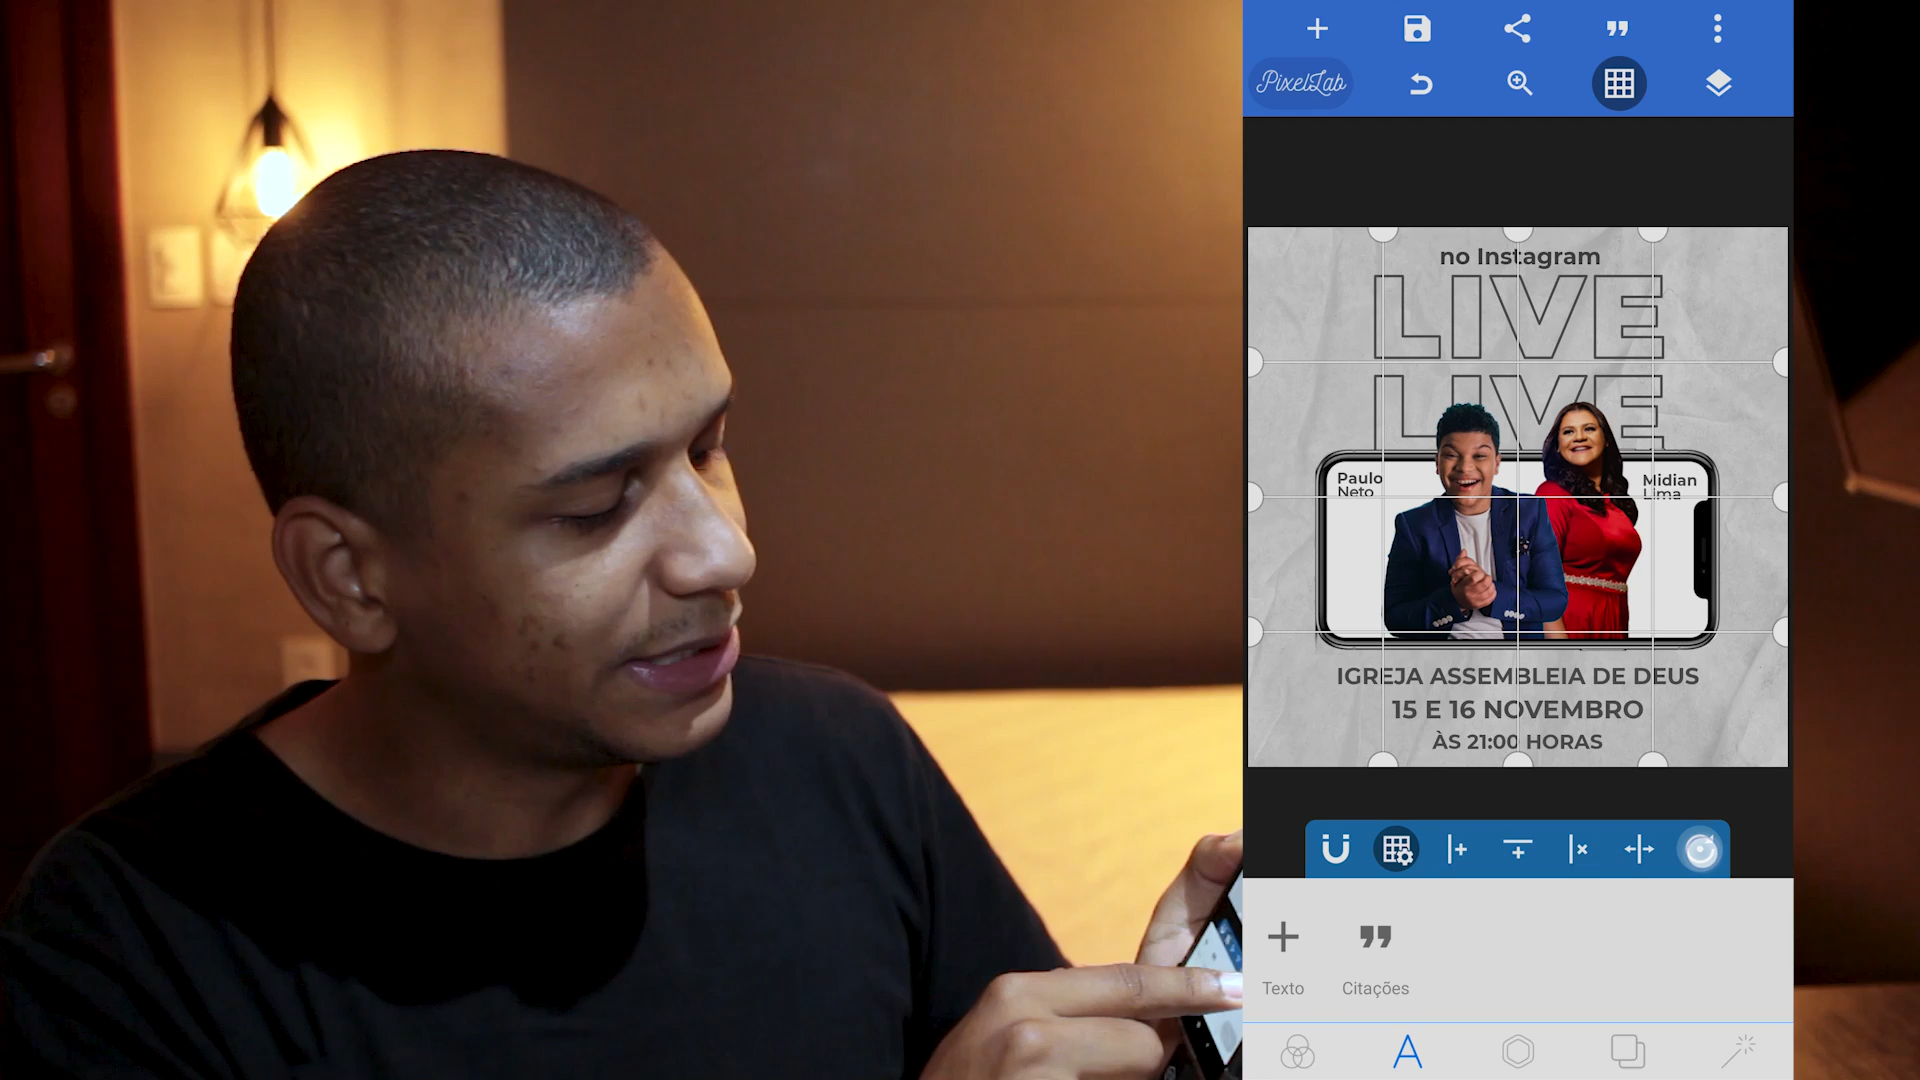 PixelLab
no Instagram
LIVE
LIVE
Paulo
Neto
Midian
Lima
IGREJA ASSEMBLEIA DE DEUS
15 E 16 NOVEMBRO
ÀS 21:00 HORAS
Texto
Citações